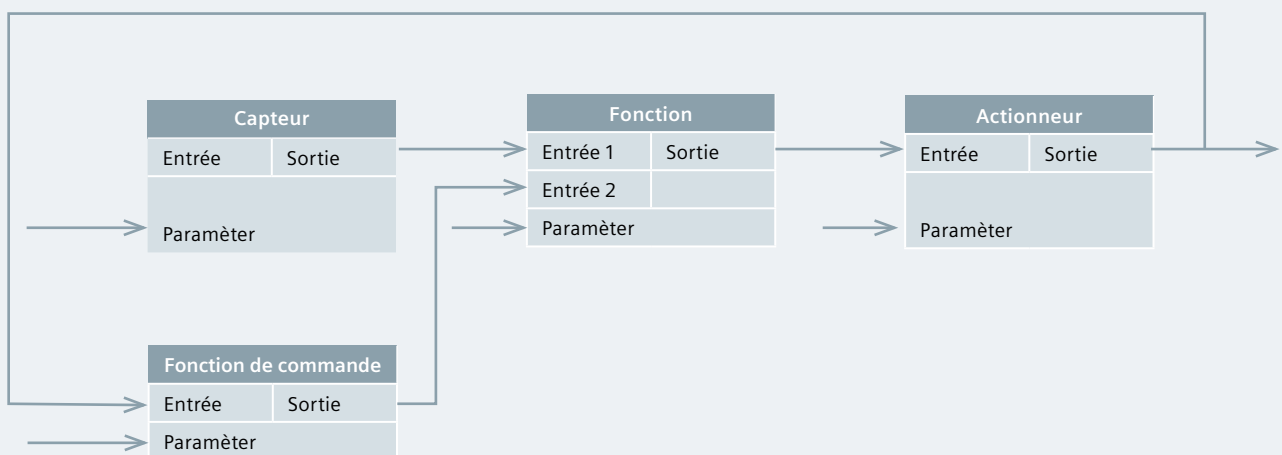 Capteur
Entrée Sortie
Paramèter
Fonction
Entrée 1 Sortie
Entrée 2
Paramèter
Actionneur
Entrée Sortie
Paramèter
Fonction de commande
Entrée Sortie
Paramèter